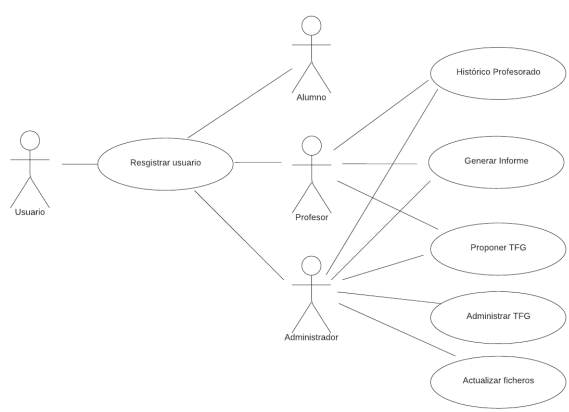 Alumno
Histórico Profesorado
Usuario
Resgistrar usuario
Profesor
Generar Informe
Proponer TFG
Administrador
Administrar TFG
Actualizar ficheros